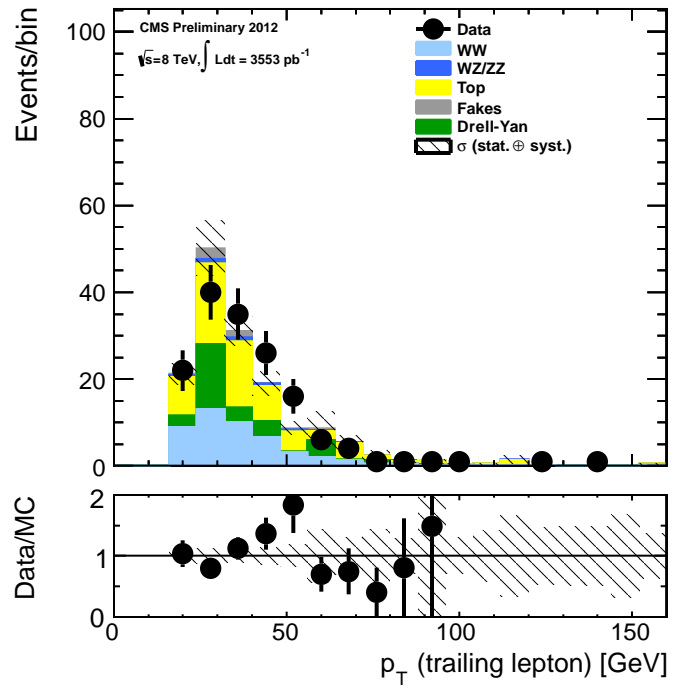 CMS Preliminary 2012
√s=8 TeV,∫ Ldt = 3553 pb⁻¹
Data
WW
WZ/ZZ
Top
Fakes
Drell-Yan
σ (stat. ⊕ syst.)
Events/bin
100
80
60
40
20
0
Data/MC
2
1
0
0 50 100 150
p_T (trailing lepton) [GeV]